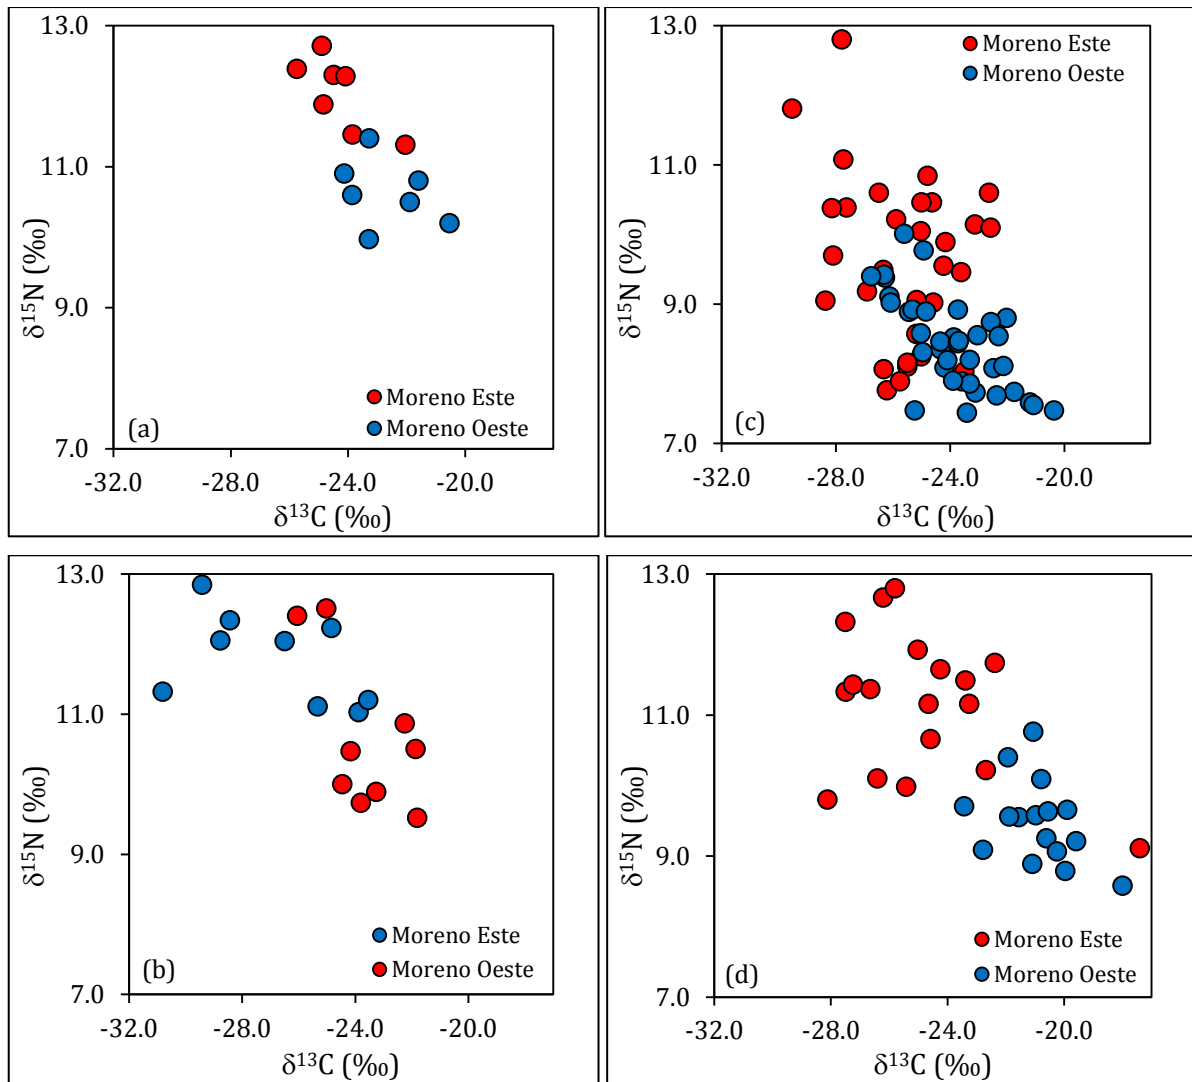 13.0
11.0
9.0
7.0
δ15N (‰)
Moreno Este
Moreno Oeste
(a)
-32.0 -28.0 -24.0 -20.0
δ13C (‰)
13.0
11.0
9.0
7.0
δ15N (‰)
Moreno Este
Moreno Oeste
(c)
-32.0 -28.0 -24.0 -20.0
δ13C (‰)
13.0
11.0
9.0
7.0
δ15N (‰)
Moreno Este
Moreno Oeste
(b)
-32.0 -28.0 -24.0 -20.0
δ13C (‰)
13.0
11.0
9.0
7.0
δ15N (‰)
Moreno Este
Moreno Oeste
(d)
-32.0 -28.0 -24.0 -20.0
δ13C (‰)